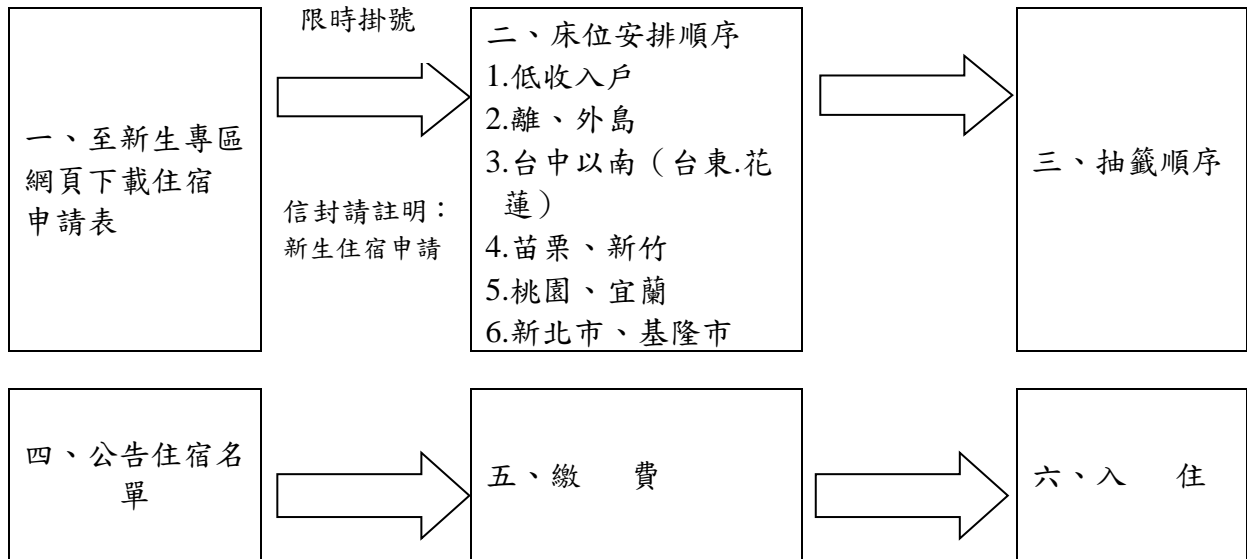 一、至新生專區
網頁下載住宿
申請表
限時掛號
信封請註明：
新生住宿申請
二、床位安排順序
1.低收入戶
2.離、外島
3.台中以南（台東.花
蓮）
4.苗栗、新竹
5.桃園、宜蘭
6.新北市、基隆市
三、抽籤順序
四、公告住宿名
單
五、繳　費
六、入　住